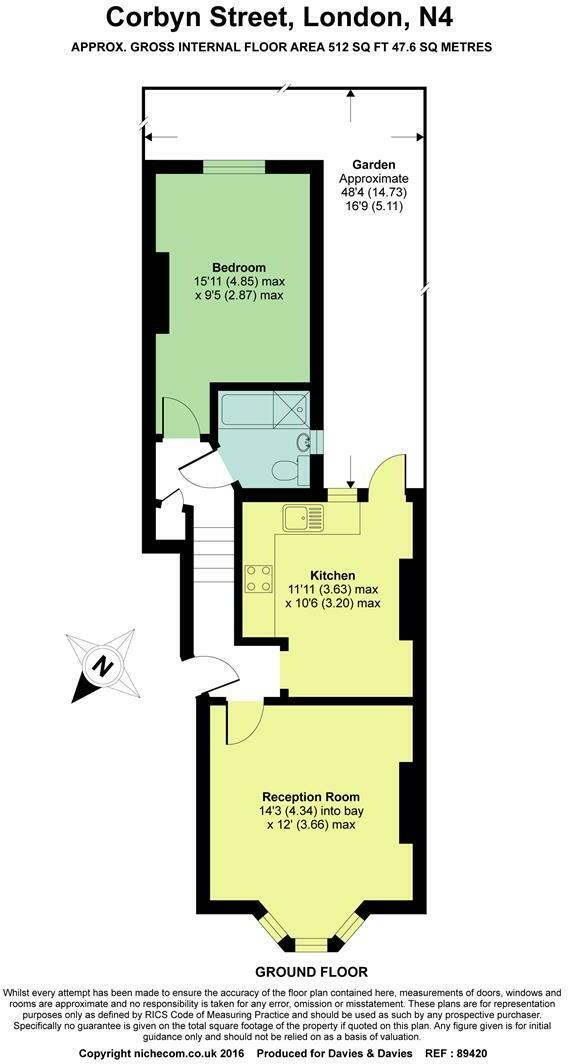 Corbyn Street, London, N4
APPROX. GROSS INTERNAL FLOOR AREA 512 SQ FT 47.6 SQ METRES
Garden
Approximate
48'4 (14.73)
16'9 (5.11)
Bedroom
15'11 (4.85) max
x 9'5 (2.87) max
Kitchen
11'11 (3.63) max
x 10'6 (3.20) max
N
Reception Room
14'3 (4.34) into bay
x 12' (3.66) max
GROUND FLOOR
Whilst every attempt has been made to ensure the accuracy of the floor plan contained here, measurements of doors, windows and
rooms are approximate and no responsibility is taken for any error, omission or misstatement. These plans are for representation
purposes only as defined by RICS Code of Measuring Practice and should be used as such by any prospective purchaser.
Specifically no guarantee is given on the total square footage of the property if quoted on this plan. Any figure given is for initial
guidance only and should not be relied on as a basis of valuation.
Copyright nichecom.co.uk 2016 Produced for Davies & Davies REF : 89420